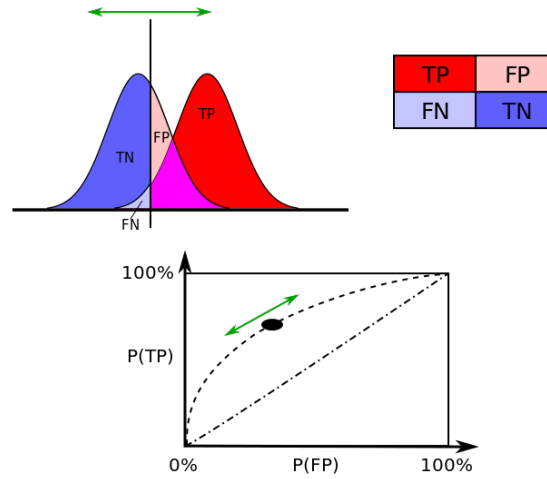 TP FP
FN TN
TP
FP
TN
FN
100%
P(TP)
0% P(FP) 100%